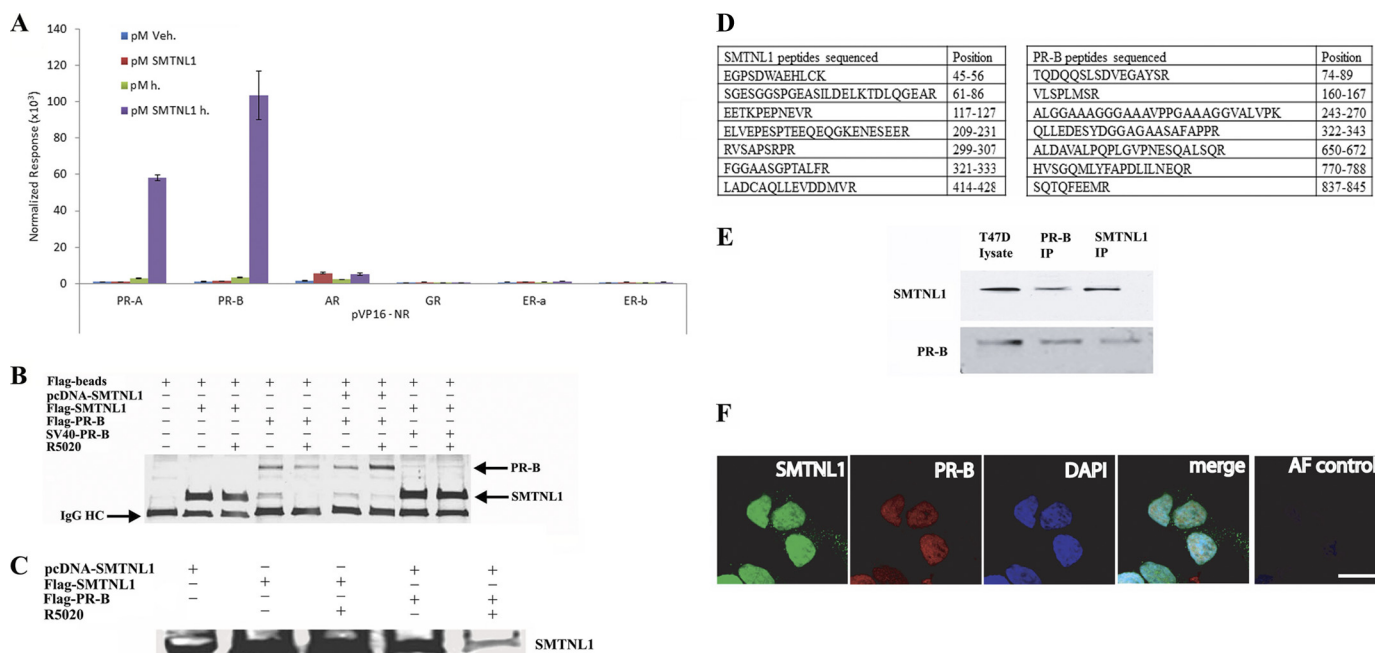 A
140
120
100
80
60
40
20
0
Normalized Response (x10³)
pM Veh.
pM SMTNL1
pM h.
pM SMTNL1 h.
PR-A PR-B AR GR ER-a ER-b
pVP16 - NR
B
Flag-beads + + + + + + + + +
pcDNA-SMTNL1 – – – – – + + – –
Flag-SMTNL1 – + + – – – – + +
Flag-PR-B – – – + + + + – –
SV40-PR-B – – – – – – – + +
R5020 – – + – + – + – +
PR-B
SMTNL1
IgG HC
C
pcDNA-SMTNL1 + – – + +
Flag-SMTNL1 – + + – –
Flag-PR-B – – – + +
R5020 – – + – +
SMTNL1
D
SMTNL1 peptides sequenced Position
EGPSDWAEHLCK 45-56
SGESGGSPGEASILDELKTDLQGEAR 61-86
EETKPEPNEVR 117-127
ELVEPESPTEEQEQGKENESEER 209-231
RVSAPSRPR 299-307
FGGAASGPTALFR 321-333
LADCAQLLEVDDMVR 414-428
PR-B peptides sequenced Position
TQDQQSLSDVEGAYSR 74-89
VLSPLMSR 160-167
ALGGAAAGGGAAAVPPGAAAGGVALVPK 243-270
QLLEDESYDGGAGAASAFAPPR 322-343
ALDAVALPQPLGVPNESQALSQR 650-672
HVSGQMLYFAPDLILNEQR 770-788
SQTQFEEMR 837-845
E
T47D lysate
PR-B IP
SMTNL1 IP
SMTNL1
PR-B
F
SMTNL1 PR-B DAPI merge AF control